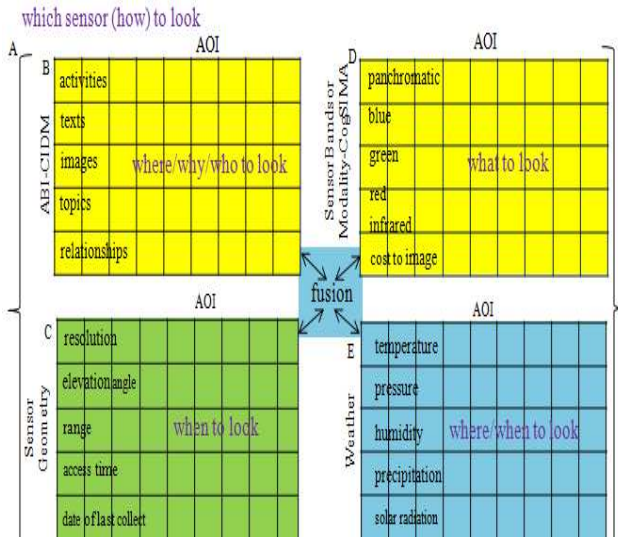 which sensor (how) to look
A
AOI
B
ABI-CIDM
activities
texts
images
where/why/who to look
topics
relationships
AOI
D
Sensor Bands or
Modality-CogSIMA
panchromatic
blue
green
what to look
red
infrared
cost to image
fusion
AOI
C
Sensor
Geometry
resolution
elevation angle
range
when to look
access time
date of last collect
AOI
E
Weather
temperature
pressure
humidity
where/when to look
precipitation
solar radiation